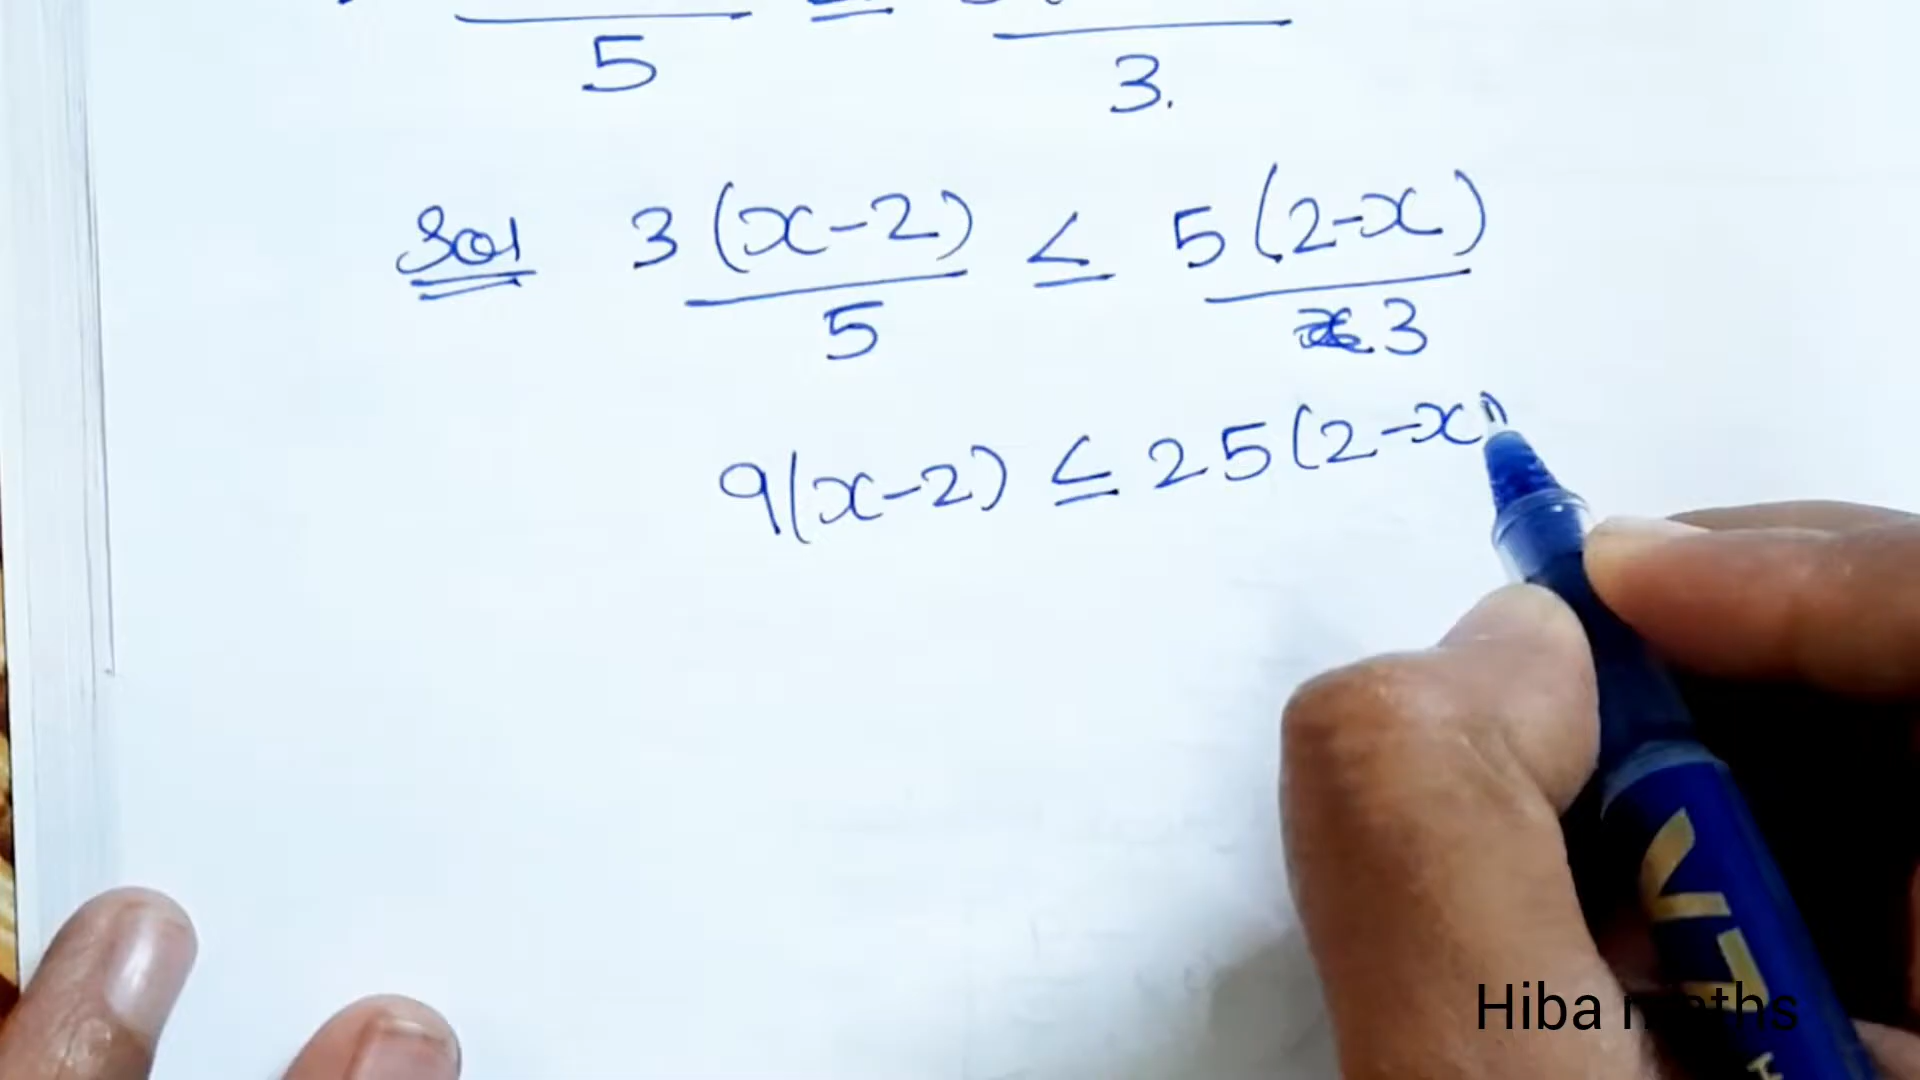 5 3.
Sol 3(x-2) ≤ 5(2-x)
5 3
9(x-2) ≤ 25(2-x)
Hiba maths